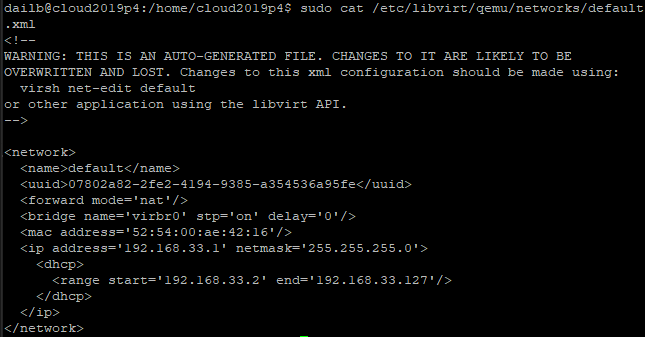 dailb@cloud2019p4:/home/cloud2019p4$ sudo cat /etc/libvirt/qemu/networks/default
.xml
<!--
WARNING: THIS IS AN AUTO-GENERATED FILE. CHANGES TO IT ARE LIKELY TO BE
OVERWRITTEN AND LOST. Changes to this xml configuration should be made using:
  virsh net-edit default
or other application using the libvirt API.
-->

<network>
  <name>default</name>
  <uuid>07802a82-2fe2-4194-9385-a354536a95fe</uuid>
  <forward mode='nat'/>
  <bridge name='virbr0' stp='on' delay='0'/>
  <mac address='52:54:00:ae:42:16'/>
  <ip address='192.168.33.1' netmask='255.255.255.0'>
    <dhcp>
      <range start='192.168.33.2' end='192.168.33.127'/>
    </dhcp>
  </ip>
</network>